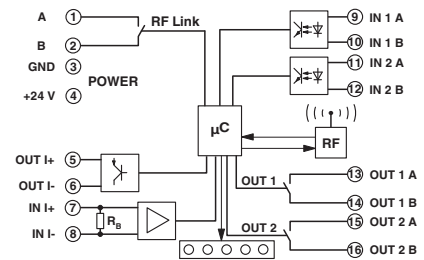 A 1 RF Link 9 IN 1 A
B 2 10 IN 1 B
GND 3 POWER 11 IN 2 A
+24 V 4 12 IN 2 B
µC
RF
OUT I+ 5
OUT I- 6
OUT 1 13 OUT 1 A
14 OUT 1 B
IN I+ 7
RB
IN I- 8
OUT 2 15 OUT 2 A
16 OUT 2 B